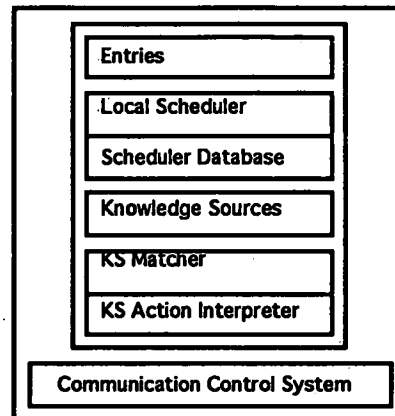 Entries
Local Scheduler
Scheduler Database
Knowledge Sources
KS Matcher
KS Action Interpreter
Communication Control System